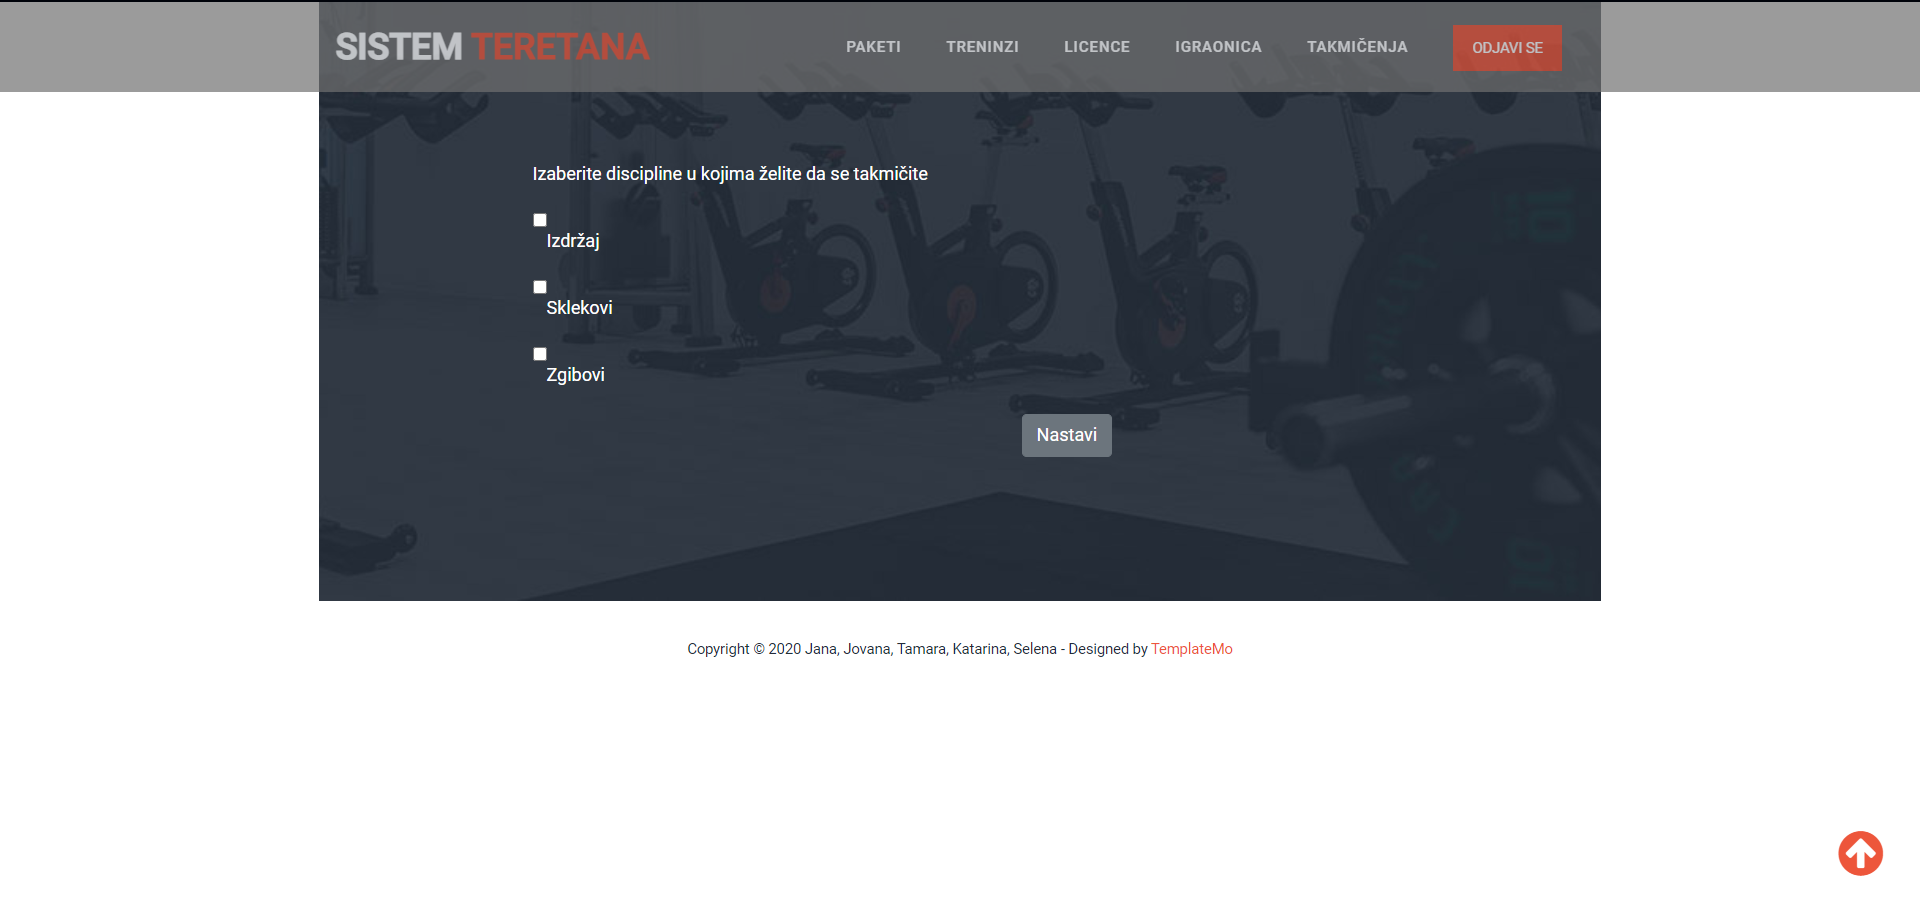 SISTEM TERETANA
PAKETI TRENINZI LICENCE IGRAONICA TAKMIČENJA ODJAVI SE
Izaberite discipline u kojima želite da se takmičite
Izdržaj
Sklekovi
Zgibovi
Nastavi
Copyright © 2020 Jana, Jovana, Tamara, Katarina, Selena - Designed by TemplateMo